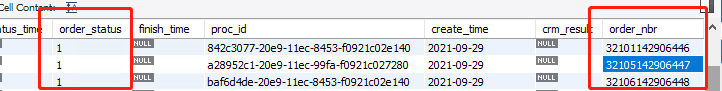 Cell Content:
status_time order_status finish_time proc_id create_time crm_result order_nbr
1 NULL 842c3077-20e9-11ec-8453-f0921c02e140 2021-09-29 NULL 32101142906446
1 NULL a28952c1-20e9-11ec-99fa-f0921c027280 2021-09-29 NULL 32105142906447
1 NULL baf6d4de-20e9-11ec-8453-f0921c02e140 2021-09-29 NULL 32106142906448